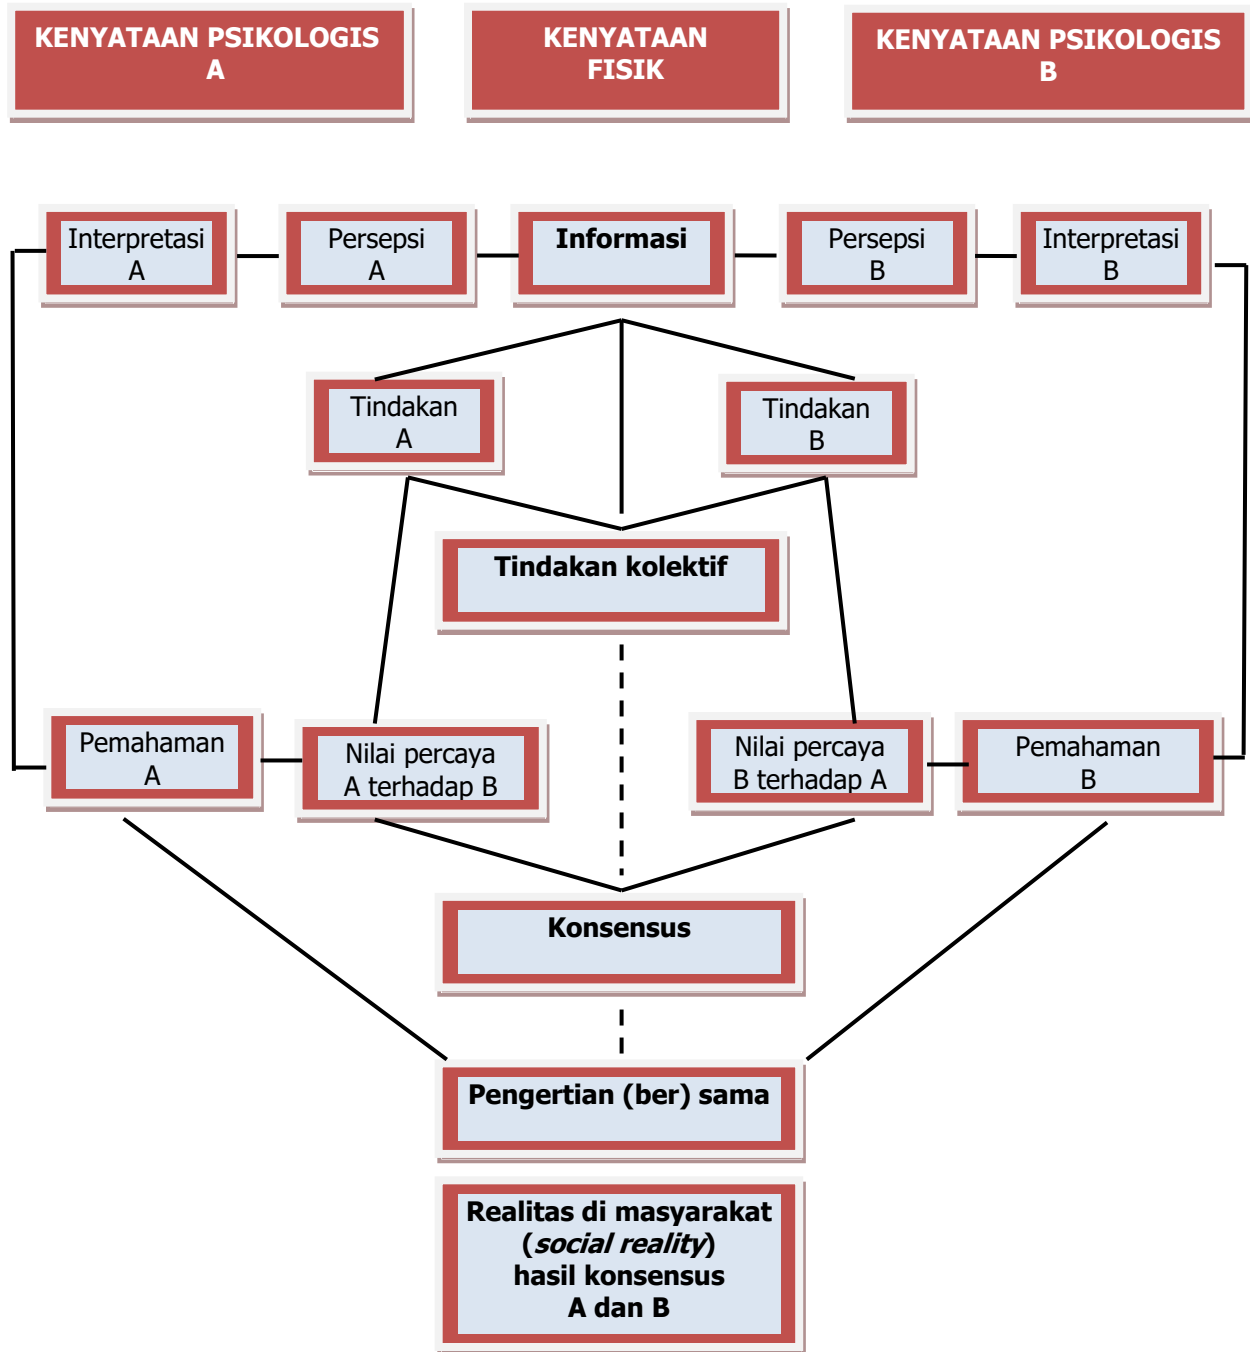 KENYATAAN PSIKOLOGIS
A
KENYATAAN
FISIK
KENYATAAN PSIKOLOGIS
B
Interpretasi
A
Persepsi
A
Informasi
Persepsi
B
Interpretasi
B
Tindakan
A
Tindakan
B
Tindakan kolektif
Pemahaman
A
Nilai percaya
A terhadap B
Nilai percaya
B terhadap A
Pemahaman
B
Konsensus
Pengertian (ber) sama
Realitas di masyarakat
(social reality)
hasil konsensus
A dan B